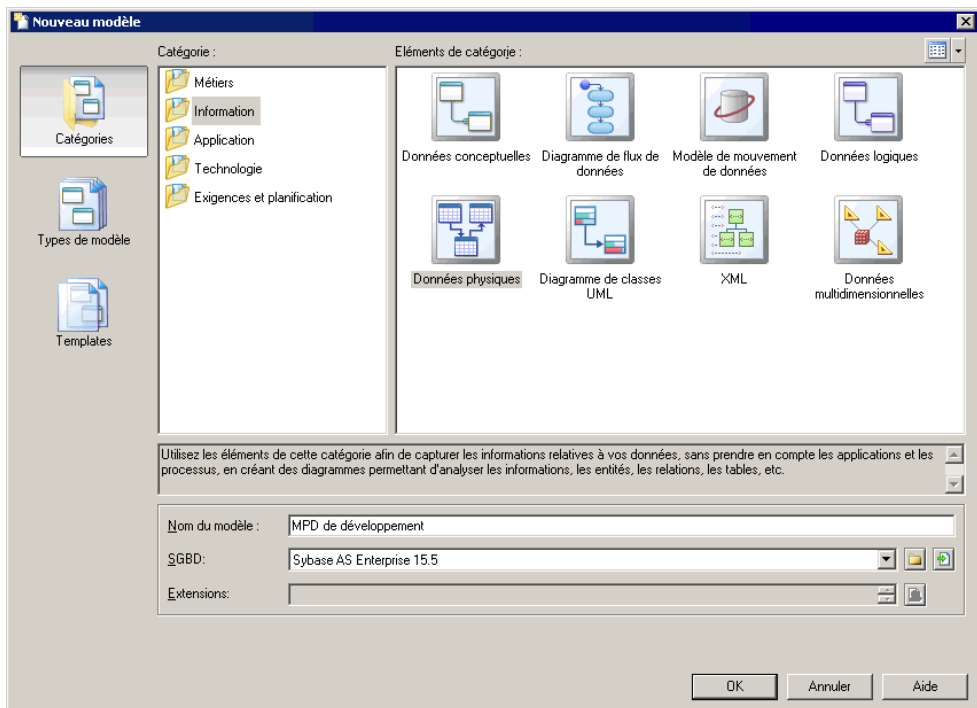 Nouveau modèle
Catégorie :
Eléments de catégorie :
Catégories
Types de modèle
Templates
Métiers
Information
Application
Technologie
Exigences et planification
Données conceptuelles
Diagramme de flux de
données
Modèle de mouvement
de données
Données logiques
Données physiques
Diagramme de classes
UML
XML
Données
multidimensionnelles
Utilisez les éléments de cette catégorie afin de capturer les informations relatives à vos données, sans prendre en compte les applications et les
processus, en créant des diagrammes permettant d'analyser les informations, les entités, les relations, les tables, etc.
Nom du modèle :
MPD de développement
SGBD:
Sybase AS Enterprise 15.5
Extensions:
OK
Annuler
Aide